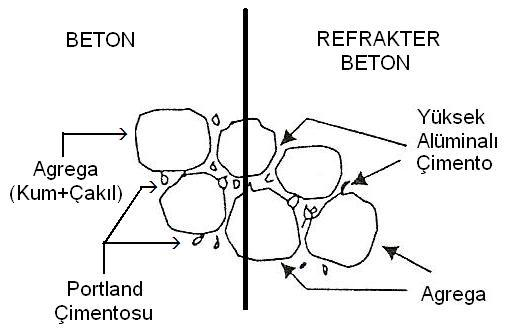 BETON
Agrega
(Kum+Çakıl)
Portland
Çimentosu
REFRAKTER
BETON
Yüksek
Alüminalı
Çimento
Agrega